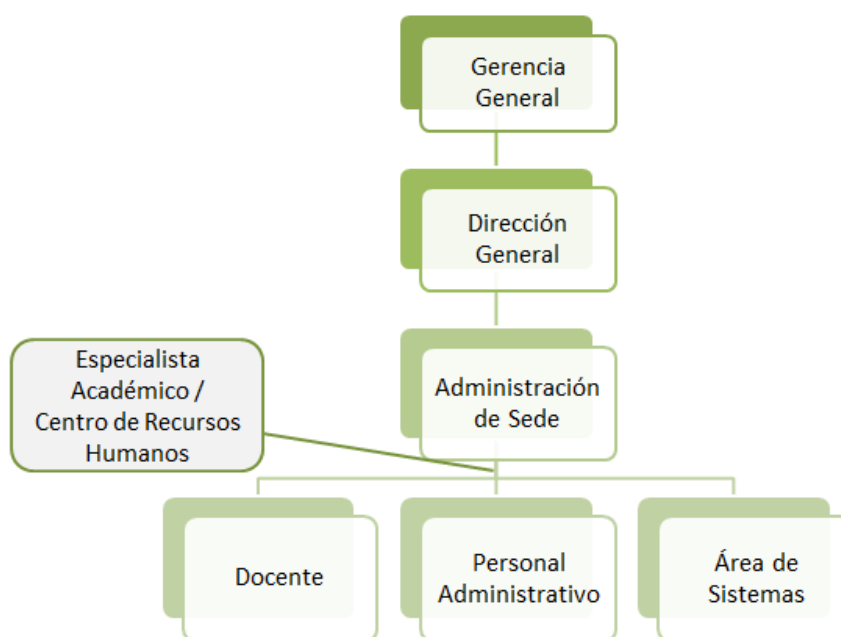 Gerencia
General
Dirección
General
Especialista
Académico /
Centro de Recursos
Humanos
Administración
de Sede
Docente
Personal
Administrativo
Área de
Sistemas